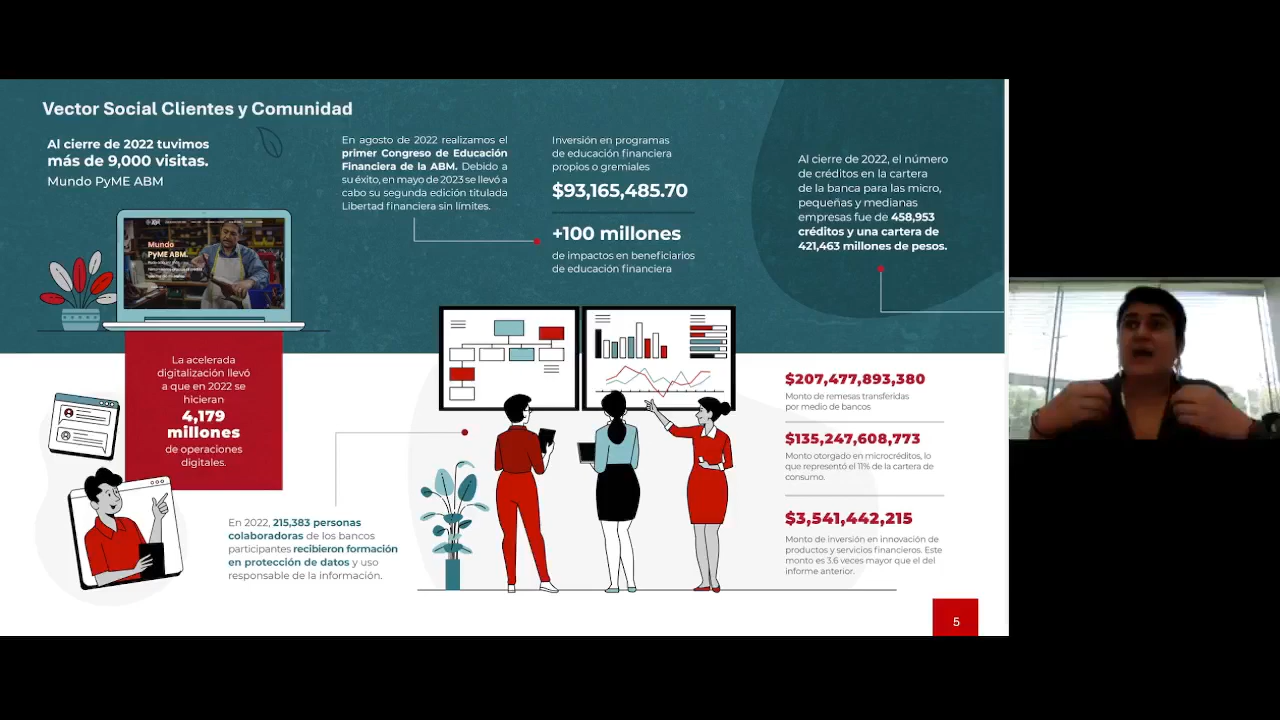 Vector Social Clientes y Comunidad
Al cierre de 2022 tuvimos
más de 9,000 visitas.
Mundo PyME ABM
En agosto de 2022 realizamos el
primer Congreso de Educación
Financiera de la ABM. Debido a
su éxito, en mayo de 2023 se llevó a
cabo su segunda edición titulada
Libertad financiera sin límites.
Inversión en programas
de educación financiera
propios o gremiales
$93,165,485.70
+100 millones
de impactos en beneficiarios
de educación financiera
Al cierre de 2022, el número
de créditos en la cartera
de la banca para las micro,
pequeñas y medianas
empresas fue de 458,953
créditos y una cartera de
421,463 millones de pesos.
Mundo
PyME ABM.
La acelerada
digitalización llevó
a que en 2022 se
hicieran
4,179
millones
de operaciones
digitales.
En 2022, 215,383 personas
colaboradoras de los bancos
participantes recibieron formación
en protección de datos y uso
responsable de la información.
$207,477,893,380
Monto de remesas transferidas
por medio de bancos
$135,247,608,773
Monto otorgado en microcréditos, lo
que representó el 11% de la cartera de
consumo.
$3,541,442,215
Monto de inversión en innovación de
productos y servicios financieros. Este
monto es 3.6 veces mayor que el del
informe anterior.
5